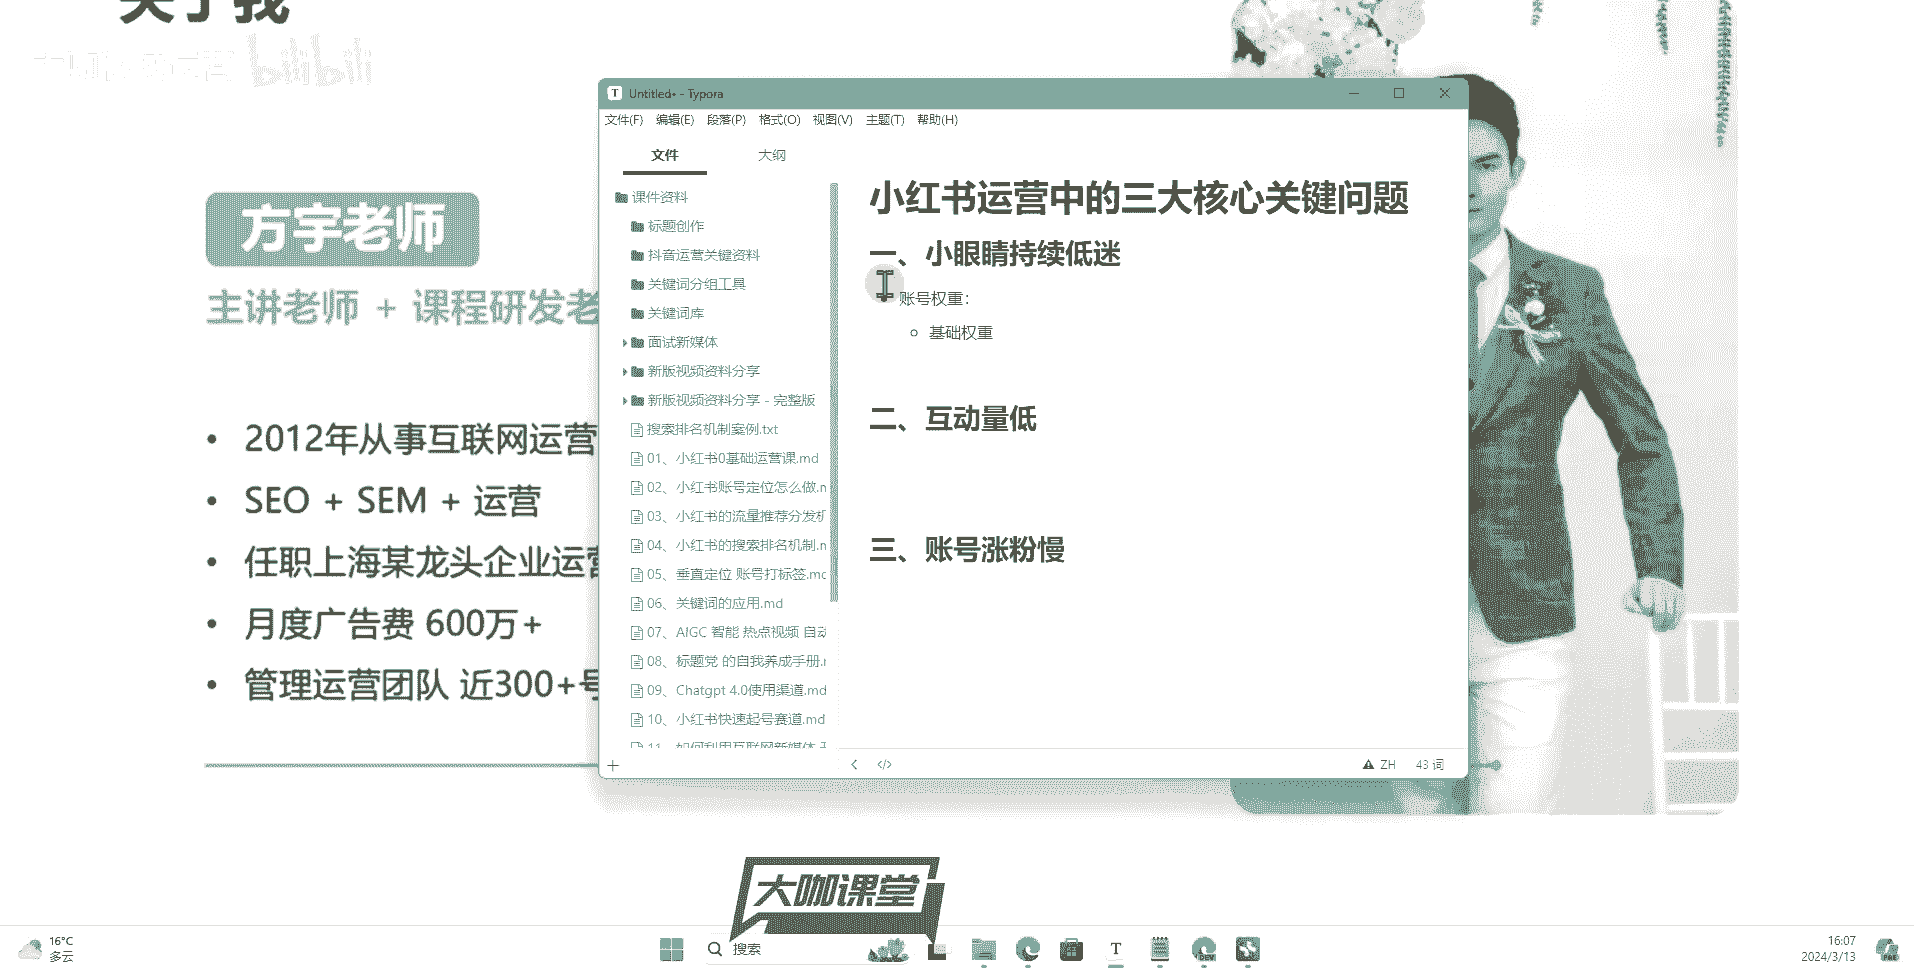 关于我
bilibili
方宇老师
主讲老师 + 课程研发老
• 2012年从事互联网运营
• SEO + SEM + 运营
• 任职上海某龙头企业运营
• 月度广告费 600万+
• 管理运营团队 近300+号
Untitled• - Typora
文件(F) 编辑(E) 段落(P) 格式(O) 视图(V) 主题(T) 帮助(H)
文件 大纲
课件资料
标题创作
抖音运营关键资料
关键词分组工具
关键词库
面试新媒体
新版视频资料分享
新版视频资料分享 - 完整版
搜索排名机制案例.txt
01、小红书0基础运营课.md
02、小红书账号定位怎么做.m
03、小红书的流量推荐分发机
04、小红书的搜索排名机制.m
05、垂直定位 账号打标签.mc
06、关键词的应用.md
07、AIGC 智能 热点视频 自动
08、标题党 的自我养成手册.r
09、Chatgpt 4.0使用渠道.md
10、小红书快速起号赛道.md
11、如何利用互联网新媒体
小红书运营中的三大核心关键问题
一、小眼睛持续低迷
账号权重：
基础权重
二、互动量低
三、账号涨粉慢
ZH 43 词
大咖课堂
16°C
多云
搜索
T
DEV
16:07
2024/3/13
PRE